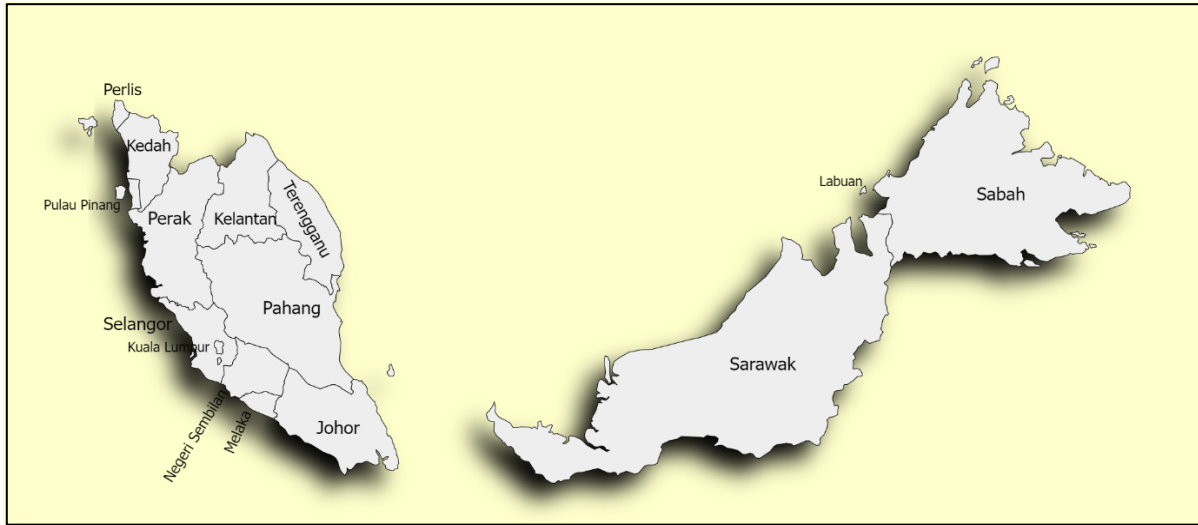 Perlis
Kedah
Pulau Pinang
Perak
Kelantan
Terengganu
Pahang
Selangor
Kuala Lumpur
Negeri Sembilan
Melaka
Johor
Labuan
Sabah
Sarawak